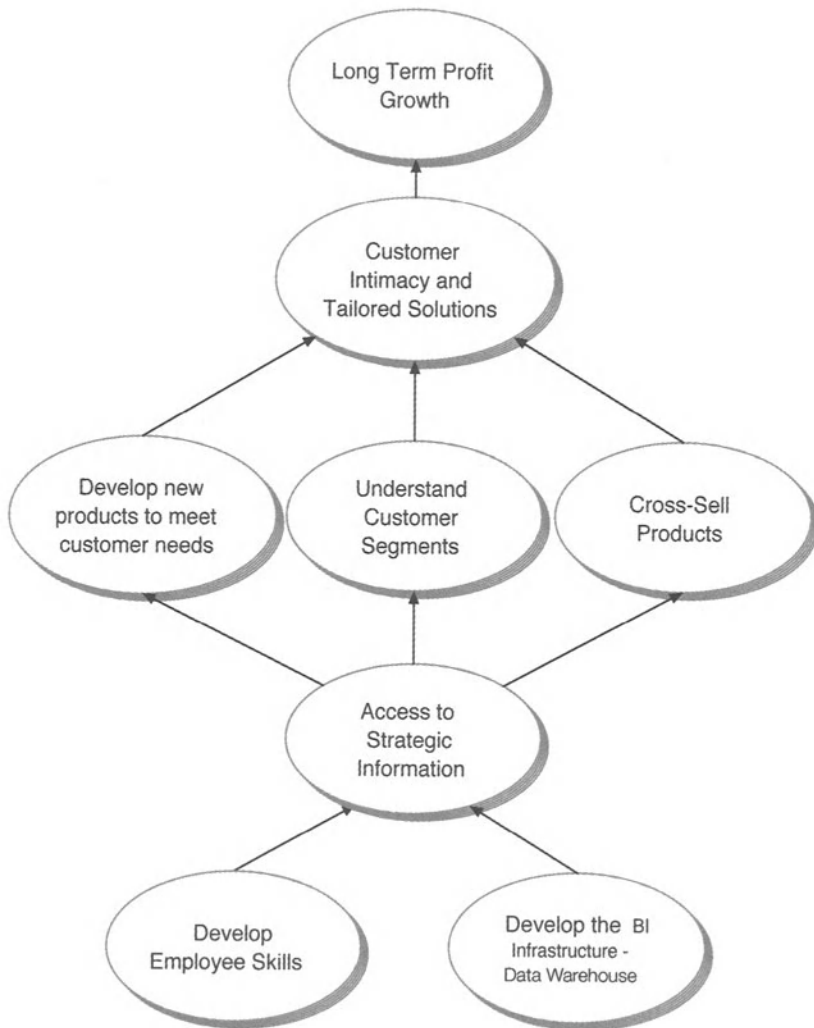 Long Term Profit
Growth
Customer
Intimacy and
Tailored Solutions
Develop new
products to meet
customer needs
Understand
Customer
Segments
Cross-Sell
Products
Access to
Strategic
Information
Develop
Employee Skills
Develop the BI
Infrastructure -
Data Warehouse